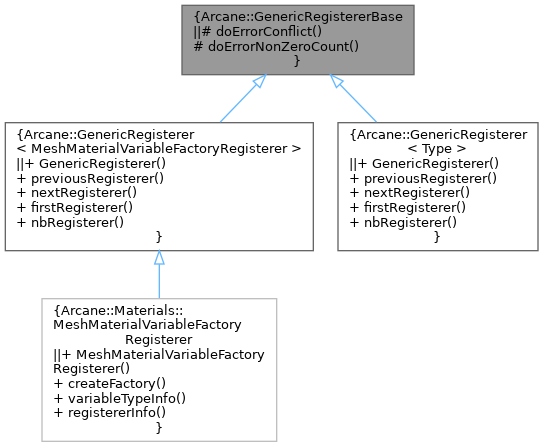 {Arcane::GenericRegistererBase
||# doErrorConflict()
# doErrorNonZeroCount()
}
{Arcane::GenericRegisterer
< MeshMaterialVariableFactoryRegisterer >
||+ GenericRegisterer()
+ previousRegisterer()
+ nextRegisterer()
+ firstRegisterer()
+ nbRegisterer()
}
{Arcane::GenericRegisterer
< Type >
||+ GenericRegisterer()
+ previousRegisterer()
+ nextRegisterer()
+ firstRegisterer()
+ nbRegisterer()
}
{Arcane::Materials::
MeshMaterialVariableFactory
Registerer
||+ MeshMaterialVariableFactory
Registerer()
+ createFactory()
+ variableTypeInfo()
+ registererInfo()
}